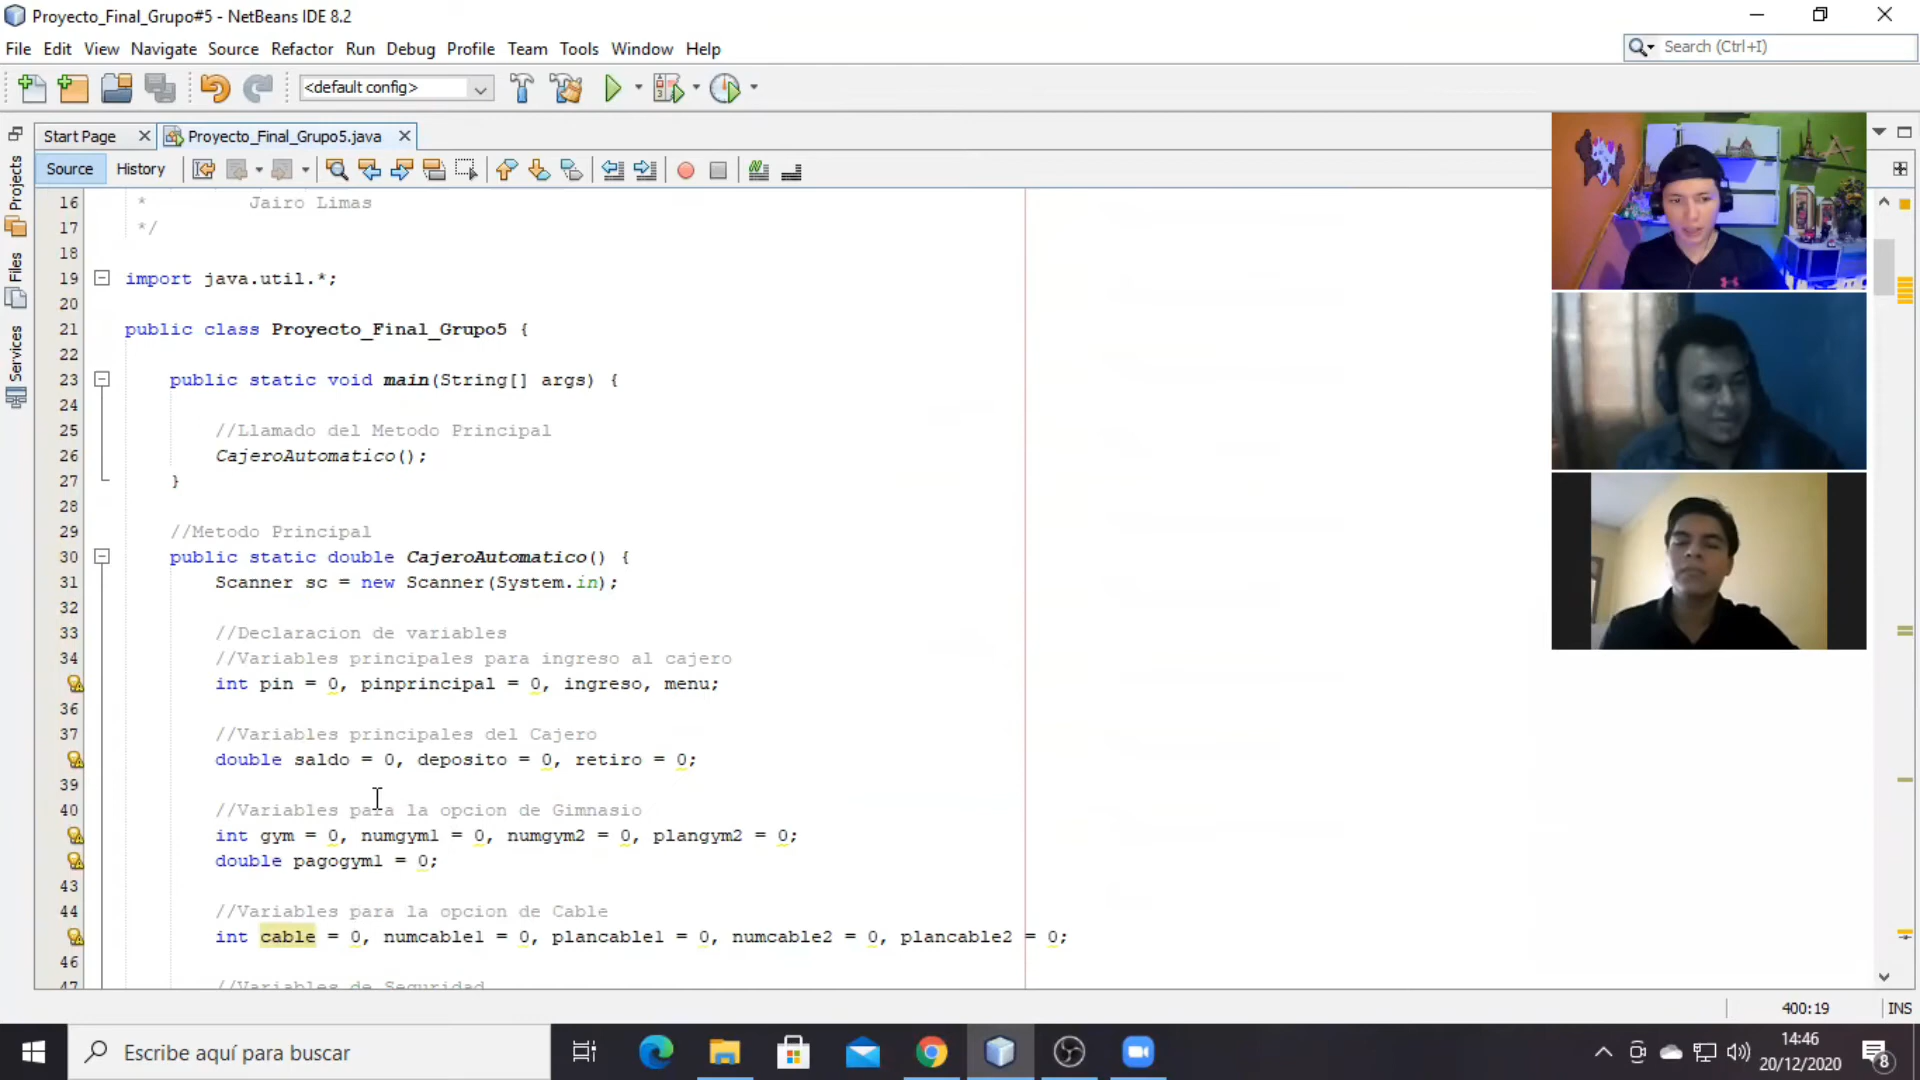 Proyecto_Final_Grupo#5 - NetBeans IDE 8.2
File Edit View Navigate Source Refactor Run Debug Profile Team Tools Window Help
Search (Ctrl+I)
<default config>
Start Page
Proyecto_Final_Grupo5.java
Source History
Projects
Files
Services
16 * Jairo Limas
17 */
18
19 import java.util.*;
20
21 public class Proyecto_Final_Grupo5 {
22
23 public static void main(String[] args) {
24
25 //Llamado del Metodo Principal
26 CajeroAutomatico();
27 }
28
29 //Metodo Principal
30 public static double CajeroAutomatico() {
31 Scanner sc = new Scanner(System.in);
32
33 //Declaracion de variables
34 //Variables principales para ingreso al cajero
int pin = 0, pinprincipal = 0, ingreso, menu;
36
37 //Variables principales del Cajero
double saldo = 0, deposito = 0, retiro = 0;
39
40 //Variables para la opcion de Gimnasio
int gym = 0, numgym1 = 0, numgym2 = 0, plangym2 = 0;
double pagogym1 = 0;
43
44 //Variables para la opcion de Cable
int cable = 0, numcable1 = 0, plancable1 = 0, numcable2 = 0, plancable2 = 0;
46
47 //Variables de Seguridad
400:19 INS
Escribe aquí para buscar
14:46
20/12/2020
8